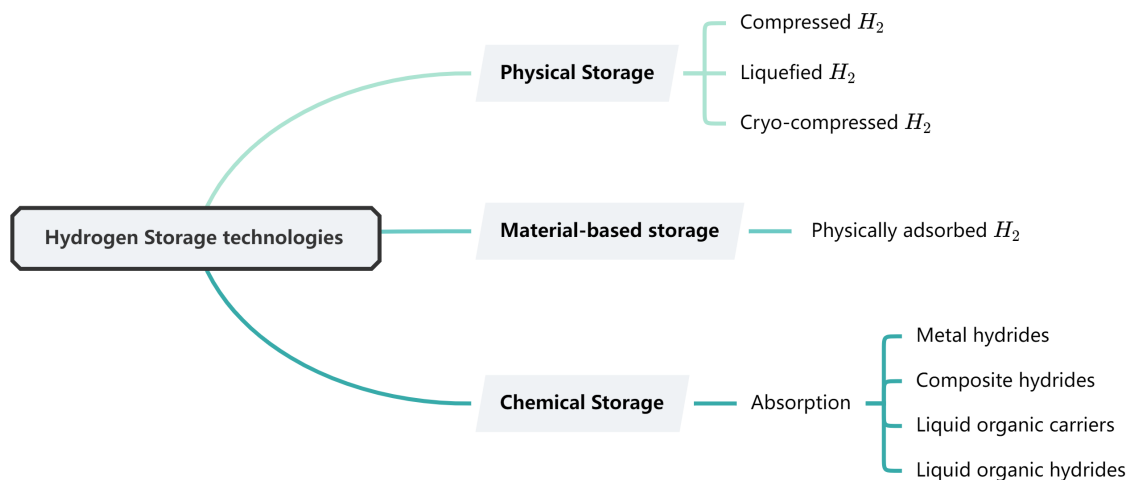 Compressed H₂
Physical Storage
Liquefied H₂
Cryo-compressed H₂
Hydrogen Storage technologies
Material-based storage
Physically adsorbed H₂
Metal hydrides
Composite hydrides
Chemical Storage
Absorption
Liquid organic carriers
Liquid organic hydrides